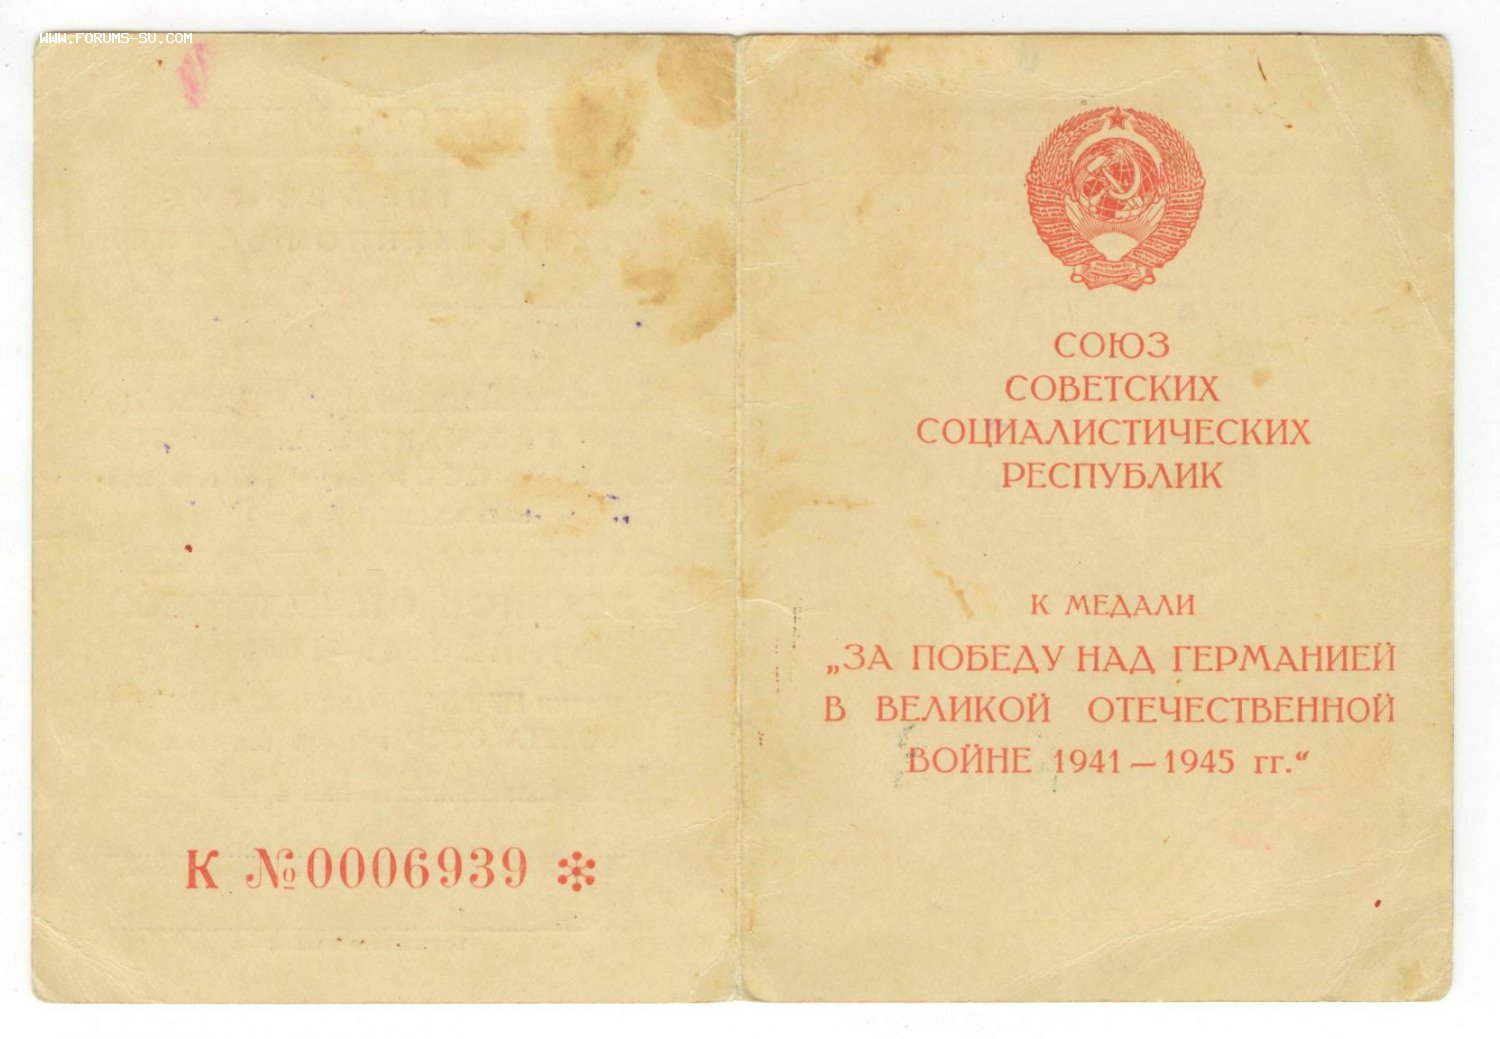 WWW.FORUMS-SU.COM
К №0006939
СОЮЗ
СОВЕТСКИХ
СОЦИАЛИСТИЧЕСКИХ
РЕСПУБЛИК
К МЕДАЛИ
„ЗА ПОБЕДУ НАД ГЕРМАНИЕЙ
В ВЕЛИКОЙ ОТЕЧЕСТВЕННОЙ
ВОЙНЕ 1941—1945 гг.“